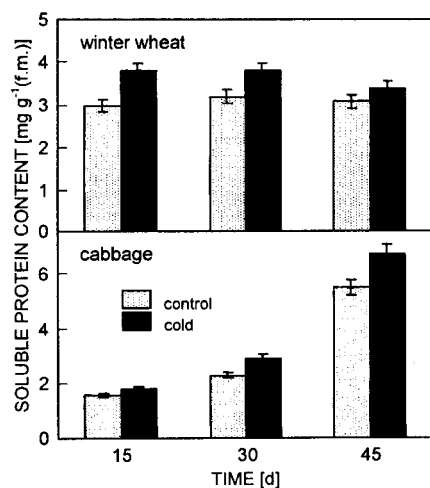 SOLUBLE PROTEIN CONTENT [mg g⁻¹(f.m.)]
5
winter wheat
4
3
2
1
0
cabbage
6
control
cold
4
2
0
15 30 45
TIME [d]